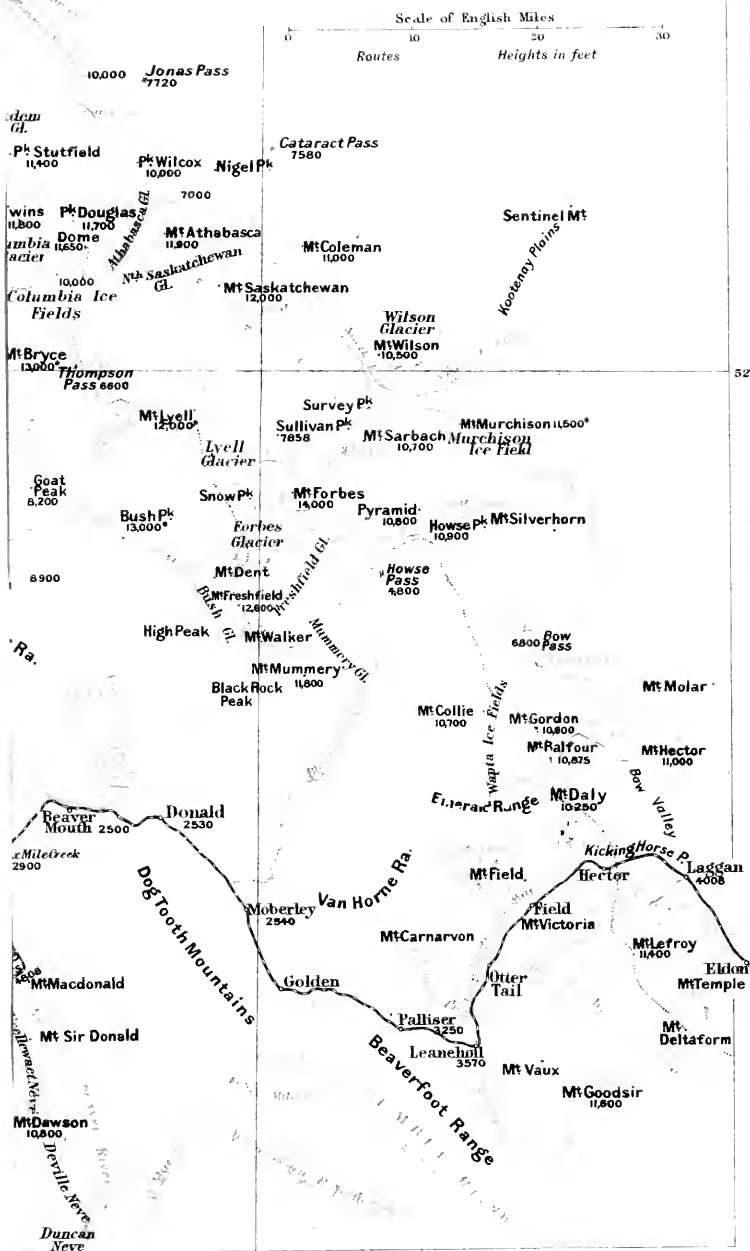 Scale of English Miles
0 10 20 30
Routes Heights in feet
10,000 Jonas Pass
7720
Gl.
Pk Stutfield
11,400
Pk Wilcox
10,000
Nigel Pk
Cataract Pass
7580
7000
wins
11,800
Pk Douglas
11,700
Athabasca Gl.
Mt Athabasca
11,900
Sentinel Mt
umbia
lacier
Dome
11,650
Mt Coleman
11,000
Kootenay Plains
10,000
Nth Saskatchewan
Gl.
Mt Saskatchewan
12,000
Columbia Ice
Fields
Wilson
Glacier
Mt Wilson
10,500
Mt Bryce
13,000*
Thompson
Pass 6600
52
Survey Pk
Mt Lyell
12,000*
Sullivan Pk
7858
Mt Sarbach
10,700
Mt Murchison 11,500*
Murchison
Ice Field
Lyell
Glacier
Goat
Peak
8,200
Snow Pk
Mt Forbes
14,000
Bush Pk
13,000*
Pyramid
10,800
Howse Pk
10,900
Mt Silverhorn
Forbes
Glacier
Freshfield Gl.
6900
Mt Dent
Howse
Pass
4,800
Bush Gl.
Mt Freshfield
12,600
High Peak
Mt Walker
Mummery Gl.
6,800 Bow
Pass
Ra.
Mt Mummery
11,800
Black Rock
Peak
Mt Molar
Mt Collie
10,700
Wapta Ice Fields
Mt Gordon
10,600
Mt Balfour
10,875
Mt Hector
11,000
Bow Valley
Emerald Range
Mt Daly
10,250
Beaver
Mouth 2500
Donald
2530
x Mile Creek
2900
Kicking Horse P.
Hector
Laggan
4008
Mt Field
Dog Tooth Mountains
Van Horne Ra.
Moberley
2540
Field
Mt Victoria
Mt Carnarvon
Mt Lefroy
11,400
Eldon
Mt Temple
Mt Macdonald
Golden
Otter
Tail
Mt Sir Donald
Palliser
3250
Leanchoil
3570
Mt
Deltaform
Beaverfoot Range
Mt Vaux
Mt Goodsir
11,600
Mt Dawson
10,800
Deville Neve
Duncan
Neve